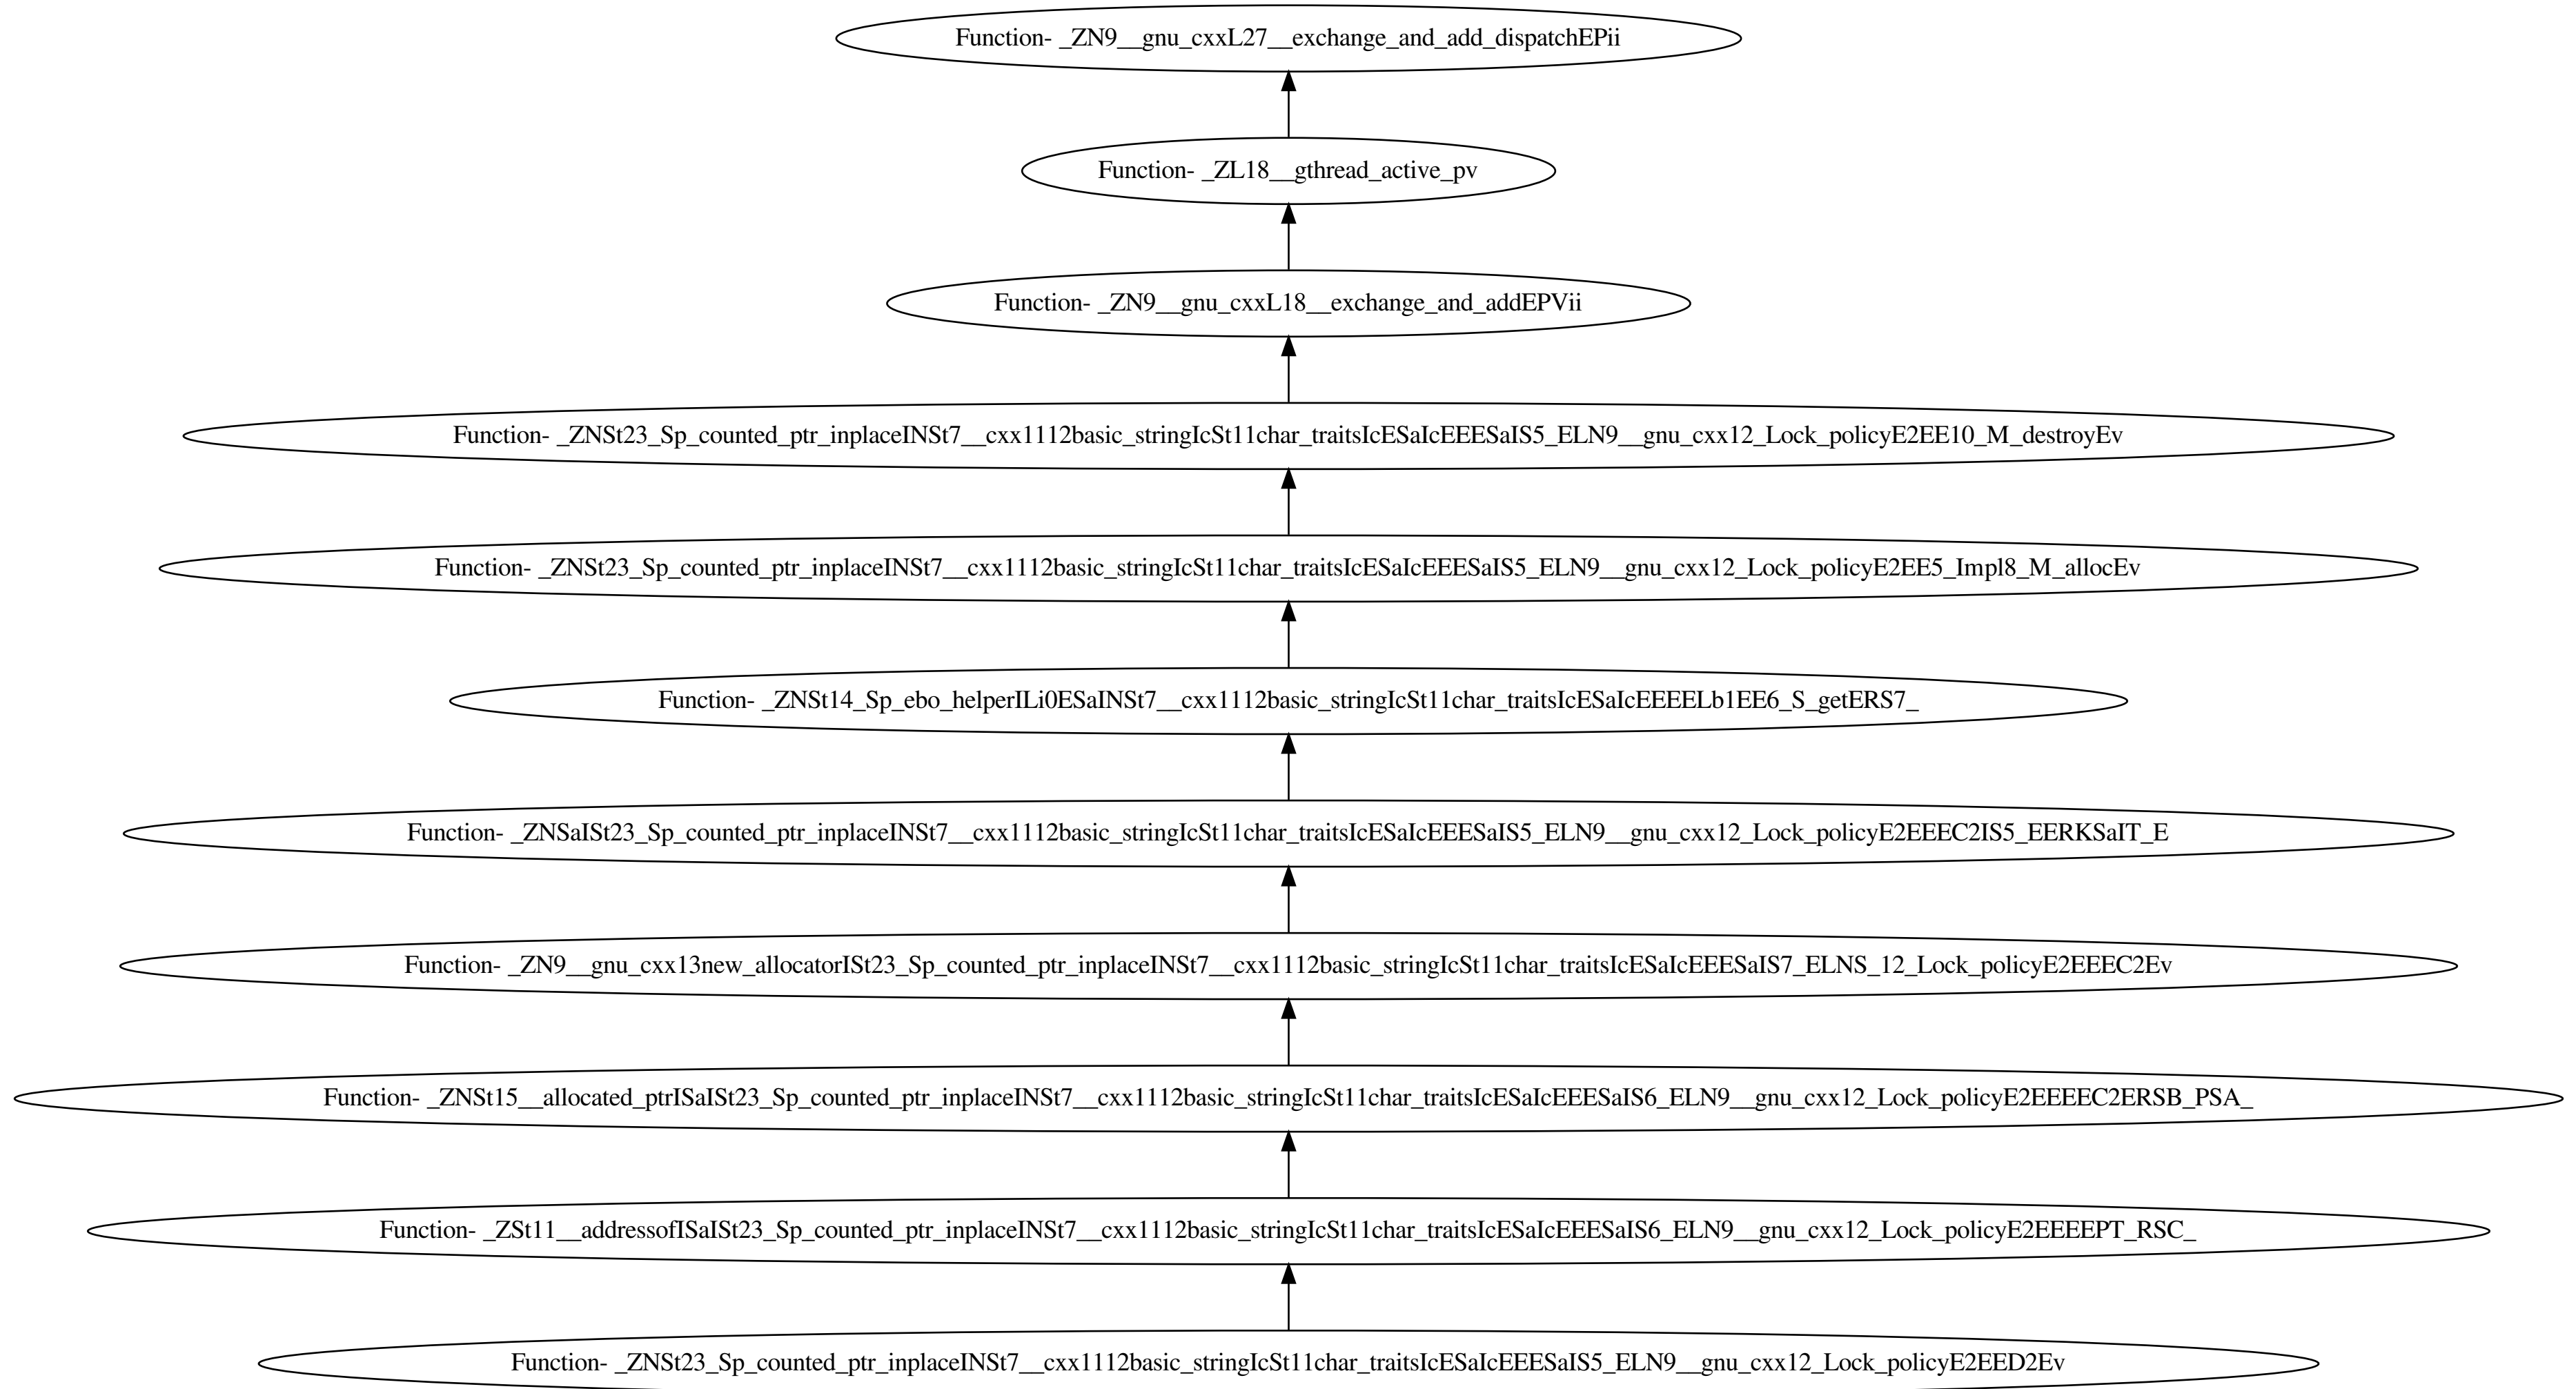 Function- _ZN9__gnu_cxxL27__exchange_and_add_dispatchEPii
Function- _ZL18__gthread_active_pv
Function- _ZN9__gnu_cxxL18__exchange_and_addEPVii
Function- _ZNSt23_Sp_counted_ptr_inplaceINSt7__cxx1112basic_stringIcSt11char_traitsIcESaIcEEESaIS5_ELN9__gnu_cxx12_Lock_policyE2EE10_M_destroyEv
Function- _ZNSt23_Sp_counted_ptr_inplaceINSt7__cxx1112basic_stringIcSt11char_traitsIcESaIcEEESaIS5_ELN9__gnu_cxx12_Lock_policyE2EE5_Impl8_M_allocEv
Function- _ZNSt14_Sp_ebo_helperILi0ESaINSt7__cxx1112basic_stringIcSt11char_traitsIcESaIcEEEELb1EE6_S_getERS7_
Function- _ZNSaISt23_Sp_counted_ptr_inplaceINSt7__cxx1112basic_stringIcSt11char_traitsIcESaIcEEESaIS5_ELN9__gnu_cxx12_Lock_policyE2EEEC2IS5_EERKSaIT_E
Function- _ZN9__gnu_cxx13new_allocatorISt23_Sp_counted_ptr_inplaceINSt7__cxx1112basic_stringIcSt11char_traitsIcESaIcEEESaIS7_ELNS_12_Lock_policyE2EEEC2Ev
Function- _ZNSt15__allocated_ptrISaISt23_Sp_counted_ptr_inplaceINSt7__cxx1112basic_stringIcSt11char_traitsIcESaIcEEESaIS6_ELN9__gnu_cxx12_Lock_policyE2EEEEC2ERSB_PSA_
Function- _ZSt11__addressofISaISt23_Sp_counted_ptr_inplaceINSt7__cxx1112basic_stringIcSt11char_traitsIcESaIcEEESaIS6_ELN9__gnu_cxx12_Lock_policyE2EEEEPT_RSC_
Function- _ZNSt23_Sp_counted_ptr_inplaceINSt7__cxx1112basic_stringIcSt11char_traitsIcESaIcEEESaIS5_ELN9__gnu_cxx12_Lock_policyE2EED2Ev